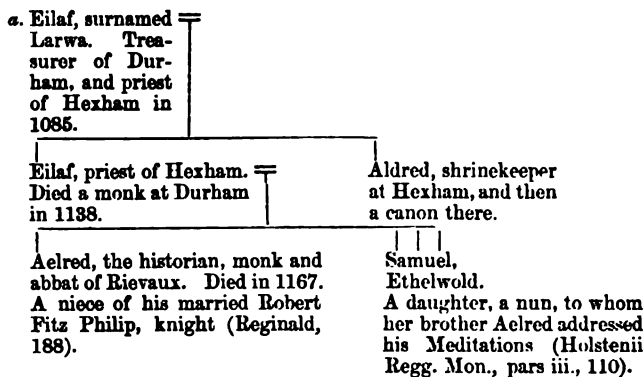 a. Eilaf, surnamed
Larwa. Trea-
surer of Dur-
ham, and priest
of Hexham in
1085.
Eilaf, priest of Hexham.
Died a monk at Durham
in 1138.
Aldred, shrinekeeper
at Hexham, and then
a canon there.
Aelred, the historian, monk and
abbat of Rievaux. Died in 1167.
A niece of his married Robert
Fitz Philip, knight (Reginald,
188).
Samuel,
Ethelwold.
A daughter, a nun, to whom
her brother Aelred addressed
his Meditations (Holstenii
Regg. Mon., pars iii., 110).